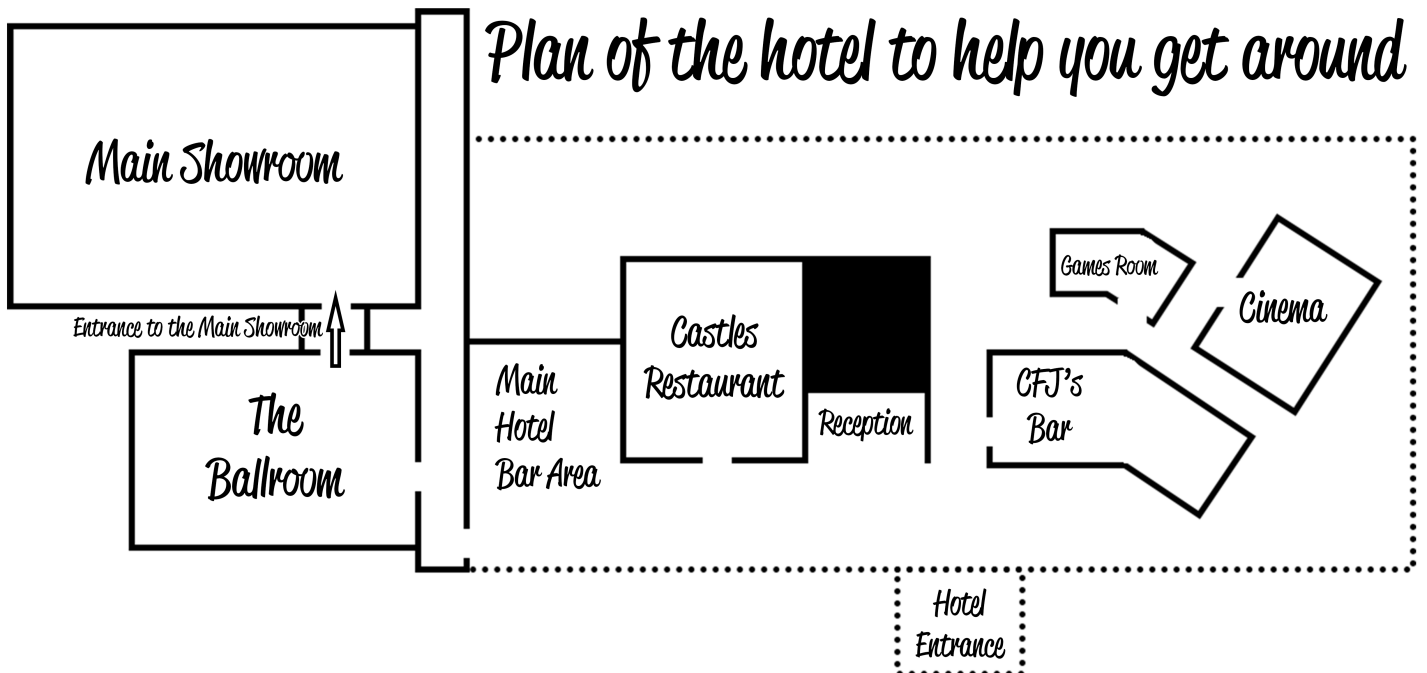 Plan of the hotel to help you get around
Main Showroom
Entrance to the Main Showroom
The
Ballroom
Main
Hotel
Bar Area
Castles
Restaurant
Reception
Games Room
Cinema
CFJ's
Bar
Hotel
Entrance